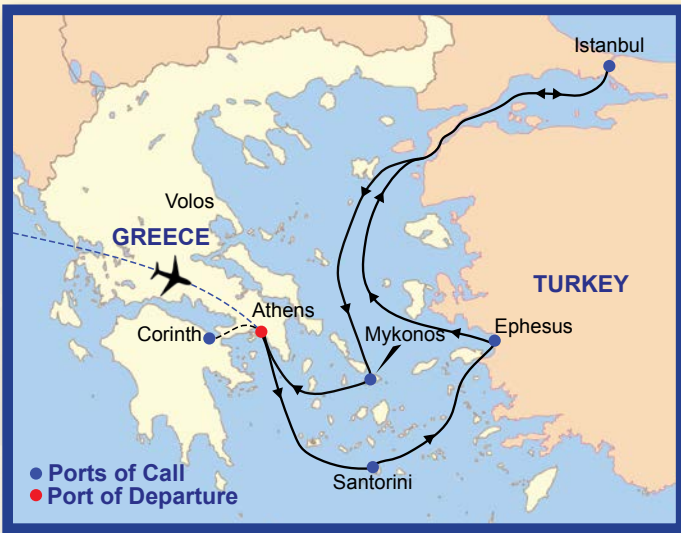 Istanbul
Volos
GREECE
TURKEY
Athens
Corinth
Mykonos
Ephesus
Santorini
Ports of Call
Port of Departure